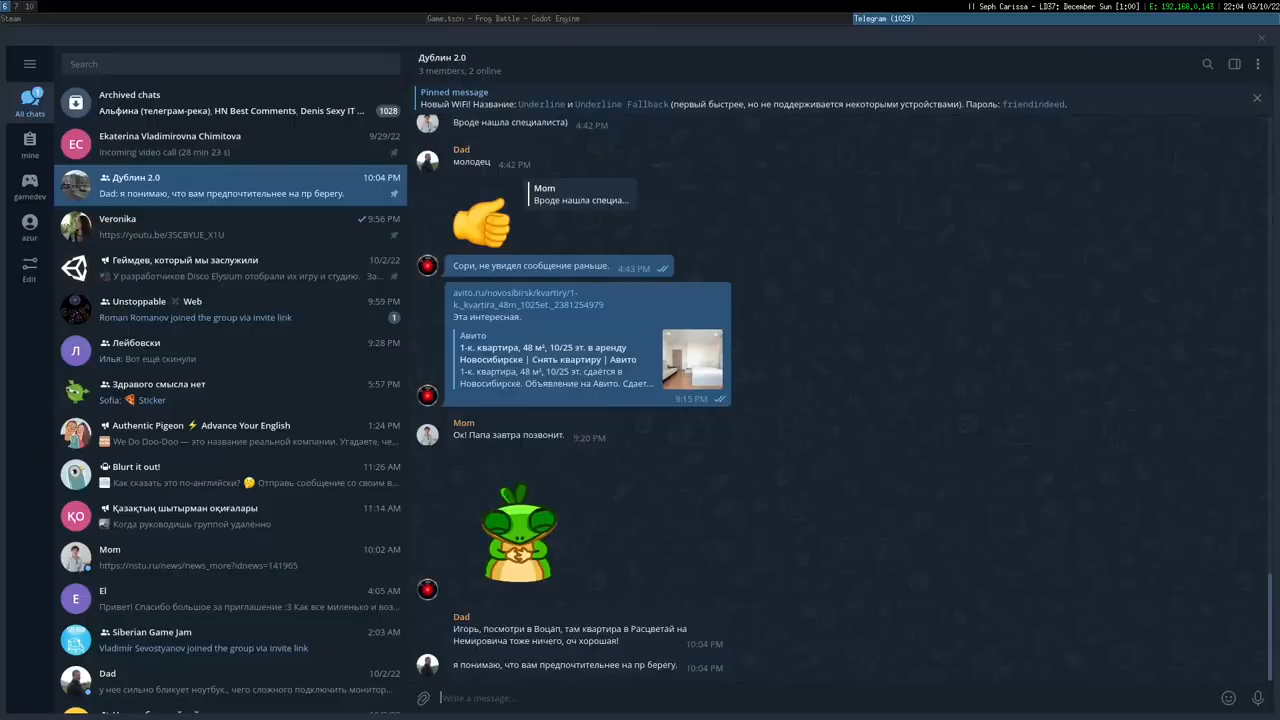 6 7 10
|| Seph Carissa - LD37: December Sun [1:00] | E: 192.168.0.143 | 22:04 03/10/22
Steam
Game.tscn - Frog Battle - Godot Engine
Telegram (1029)
Search
Дублин 2.0
3 members, 2 online
Pinned message
Новый WiFi! Название: Underline и Underline Fallback (первый быстрее, но не поддерживается некоторыми устройствами). Пароль: friendindeed.
1
All chats
mine
gamedev
azur
Edit
Archived chats
Альфина (телеграм-река), HN Best Comments, Denis Sexy IT ... 1028
EC
Ekaterina Vladimirovna Chimitova 9/29/22
Incoming video call (28 min 23 s)
Дублин 2.0 10:04 PM
Dad: я понимаю, что вам предпочтительнее на пр берегу.
Veronika 9:56 PM
https://youtu.be/3SCBYUE_X1U
Геймдев, который мы заслужили 10/2/22
У разработчиков Disco Elysium отобрали их игру и студию. За...
Unstoppable Web 9:59 PM
Roman Romanov joined the group via invite link 1
Л
Лейбовски 9:28 PM
Илья: Вот ещё скинули
Здравого смысла нет 5:57 PM
Sofia: 🍕 Sticker
Authentic Pigeon ⚡ Advance Your English 1:24 PM
We Do Doo-Doo — это название реальной компании. Угадаете, че...
Blurt it out! 11:26 AM
Как сказать это по-английски? 🤔 Отправь сообщение со своим в...
ҚО
Қазақтың шытырман оқиғалары 11:14 AM
Когда руководишь группой удалённо
Mom 10:02 AM
https://nstu.ru/news/news_more?idnews=141965
E
El 4:05 AM
Привет! Спасибо большое за приглашение :3 Как все миленько и воз...
Siberian Game Jam 2:03 AM
Vladimír Sevostyanov joined the group via invite link
Dad 10/2/22
у нее сильно бликует ноутбук., чего сложного подключить монитор...
Вроде нашла специалиста) 4:42 PM
Dad
молодец 4:42 PM
Mom
Вроде нашла специа...
Сори, не увидел сообщение раньше. 4:43 PM
avito.ru/novosibirsk/kvartiry/1-
k._kvartira_48m_1025et._2381254979
Эта интересная.
Авито
1-к. квартира, 48 м², 10/25 эт. в аренду
Новосибирске | Снять квартиру | Авито
1-к. квартира, 48 м², 10/25 эт. сдаётся в
Новосибирске. Объявление на Авито. Сдает...
9:15 PM
Mom
Ок! Папа завтра позвонит. 9:20 PM
Dad
Игорь, посмотри в Воцап, там квартира в Расцветай на
Немировича тоже ничего, оч хорошая! 10:04 PM
я понимаю, что вам предпочтительнее на пр берегу. 10:04 PM
Write a message...